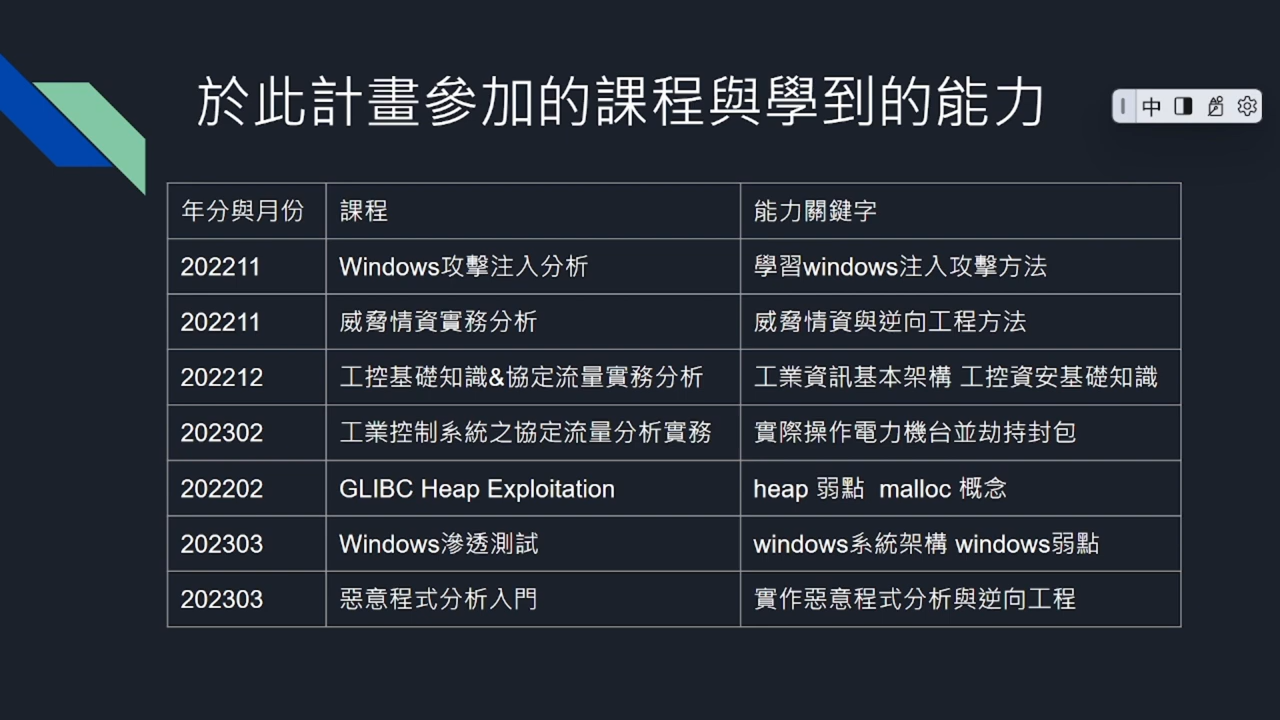 於此計畫參加的課程與學到的能力
中
年分與月份 課程 能力關鍵字
202211 Windows攻擊注入分析 學習windows注入攻擊方法
202211 威脅情資實務分析 威脅情資與逆向工程方法
202212 工控基礎知識&協定流量實務分析 工業資訊基本架構 工控資安基礎知識
202302 工業控制系統之協定流量分析實務 實際操作電力機台並劫持封包
202202 GLIBC Heap Exploitation heap 弱點 malloc 概念
202303 Windows滲透測試 windows系統架構 windows弱點
202303 惡意程式分析入門 實作惡意程式分析與逆向工程